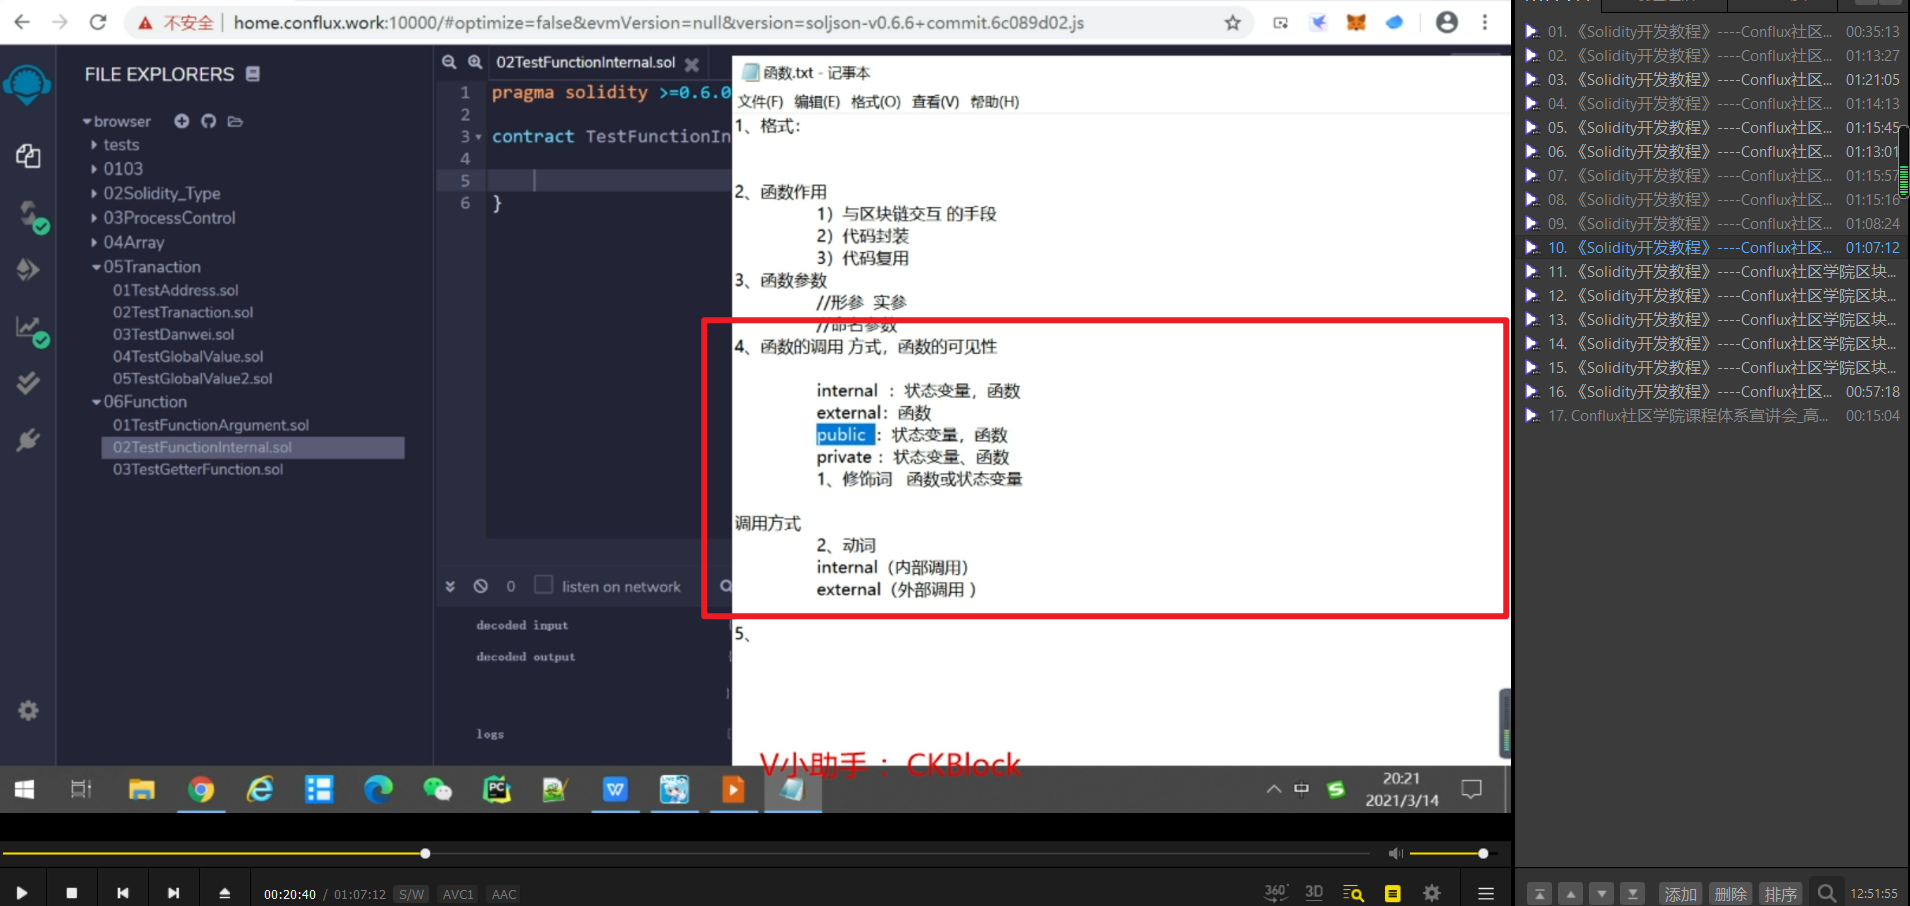 不安全 home.conflux.work:10000/#optimize=false&evmVersion=null&version=soljson-v0.6.6+commit.6c089d02.js
FILE EXPLORERS
browser
tests
0103
02Solidity_Type
03ProcessControl
04Array
05Tranaction
01TestAddress.sol
02TestTranaction.sol
03TestDanwei.sol
04TestGlobalValue.sol
05TestGlobalValue2.sol
06Function
01TestFunctionArgument.sol
02TestFunctionInternal.sol
03TestGetterFunction.sol
02TestFunctionInternal.sol
1 pragma solidity >=0.6.0
2
3 contract TestFunctionIn
4
5
6 }
0 listen on network
decoded input
decoded output
logs
函数.txt - 记事本
文件(F) 编辑(E) 格式(O) 查看(V) 帮助(H)
1、格式：
2、函数作用
1）与区块链交互 的手段
2）代码封装
3）代码复用
3、函数参数
//形参 实参
//命名参数
4、函数的调用 方式，函数的可见性
internal ：状态变量，函数
external：函数
public ：状态变量，函数
private ：状态变量、函数
1、修饰词 函数或状态变量
调用方式
2、动词
internal（内部调用）
external（外部调用 ）
5、
V小助手 ：CKBlock
中
20:21
2021/3/14
00:20:40 / 01:07:12 S/W AVC1 AAC
360° 3D
01. 《Solidity开发教程》----Conflux社区... 00:35:13
02. 《Solidity开发教程》----Conflux社区... 01:13:27
03. 《Solidity开发教程》----Conflux社区... 01:21:05
04. 《Solidity开发教程》----Conflux社区... 01:14:13
05. 《Solidity开发教程》----Conflux社区... 01:15:45
06. 《Solidity开发教程》----Conflux社区... 01:13:01
07. 《Solidity开发教程》----Conflux社区... 01:15:57
08. 《Solidity开发教程》----Conflux社区... 01:15:16
09. 《Solidity开发教程》----Conflux社区... 01:08:24
10. 《Solidity开发教程》----Conflux社区... 01:07:12
11. 《Solidity开发教程》----Conflux社区学院区块...
12. 《Solidity开发教程》----Conflux社区学院区块...
13. 《Solidity开发教程》----Conflux社区学院区块...
14. 《Solidity开发教程》----Conflux社区学院区块...
15. 《Solidity开发教程》----Conflux社区学院区块...
16. 《Solidity开发教程》----Conflux社区... 00:57:18
17. Conflux社区学院课程体系宣讲会_高... 00:15:04
添加 删除 排序 12:51:55